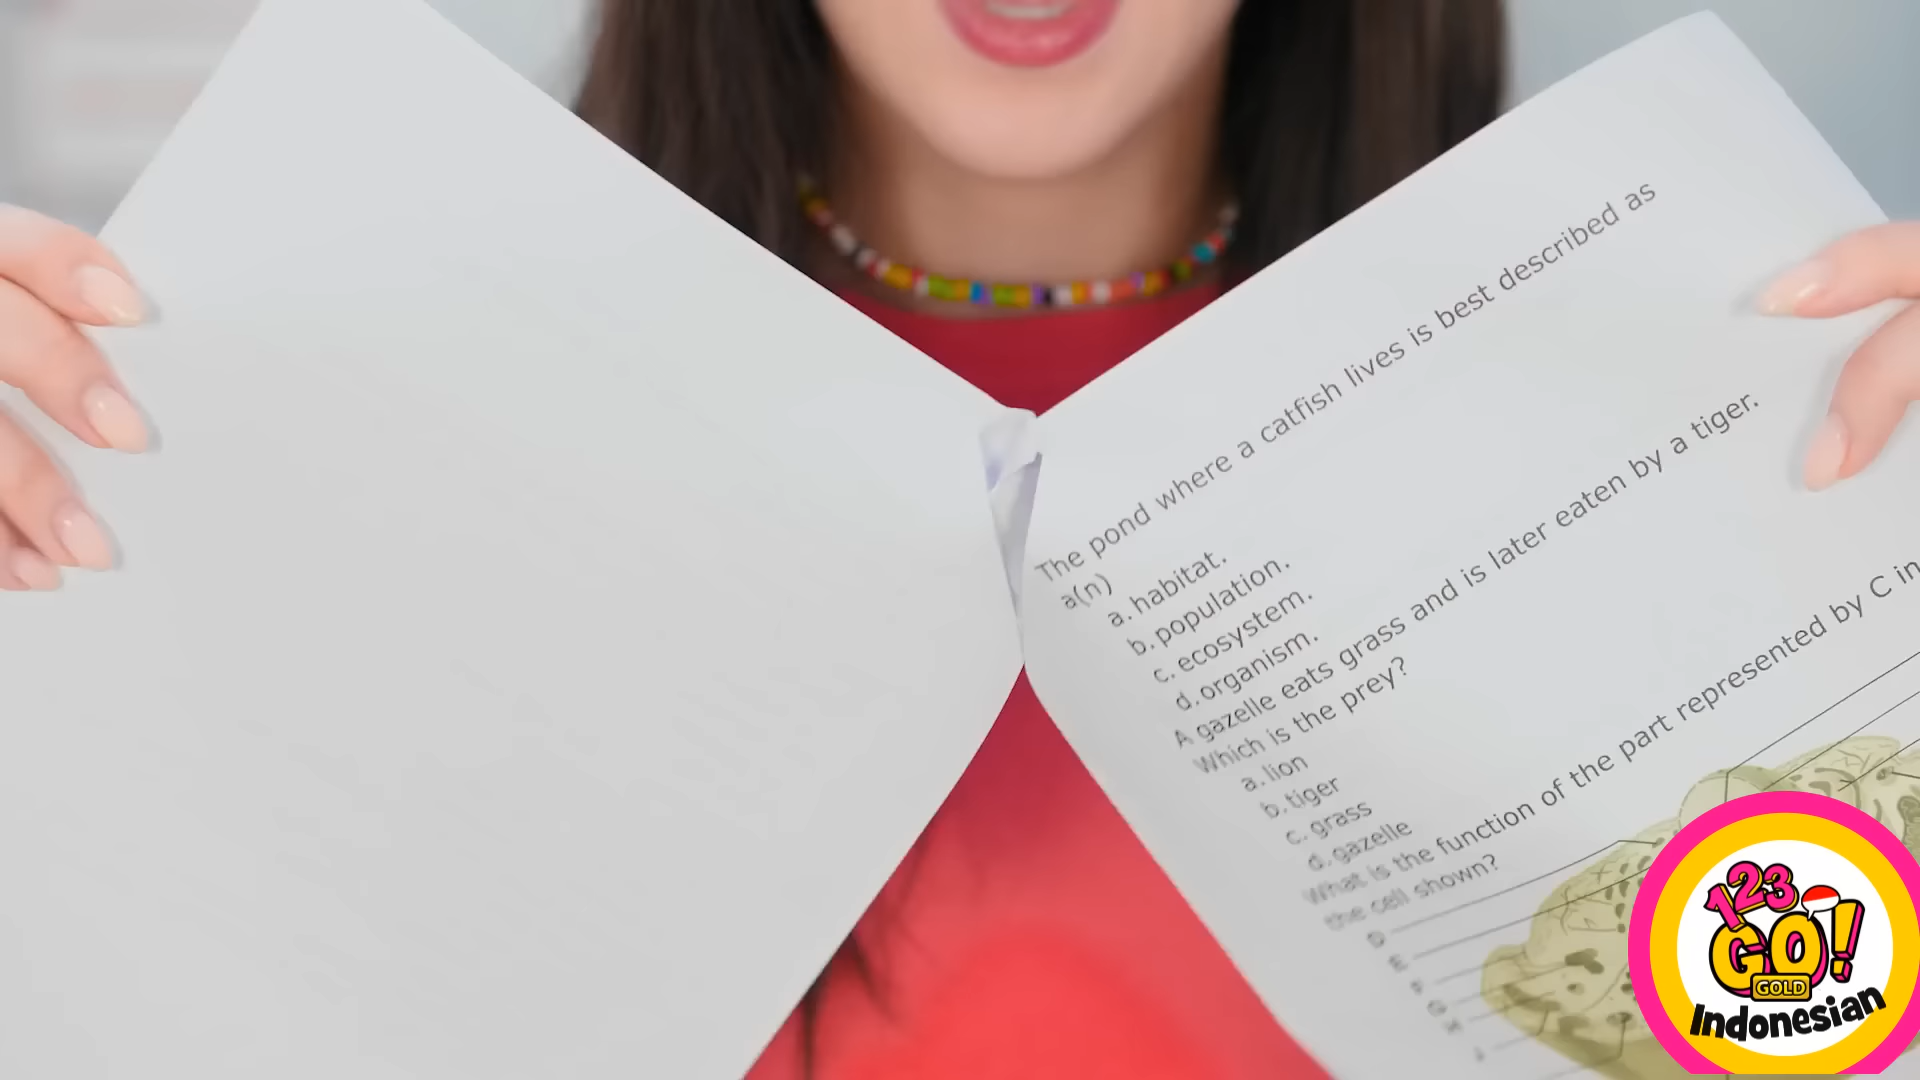 The pond where a catfish lives is best described as
a(n)
a. habitat.
b. population.
c. ecosystem.
d. organism.
A gazelle eats grass and is later eaten by a tiger.
Which is the prey?
a. lion
b. tiger
c. grass
d. gazelle
What is the function of the part represented by C in
the cell shown?
D
123
GO!
GOLD
Indonesian